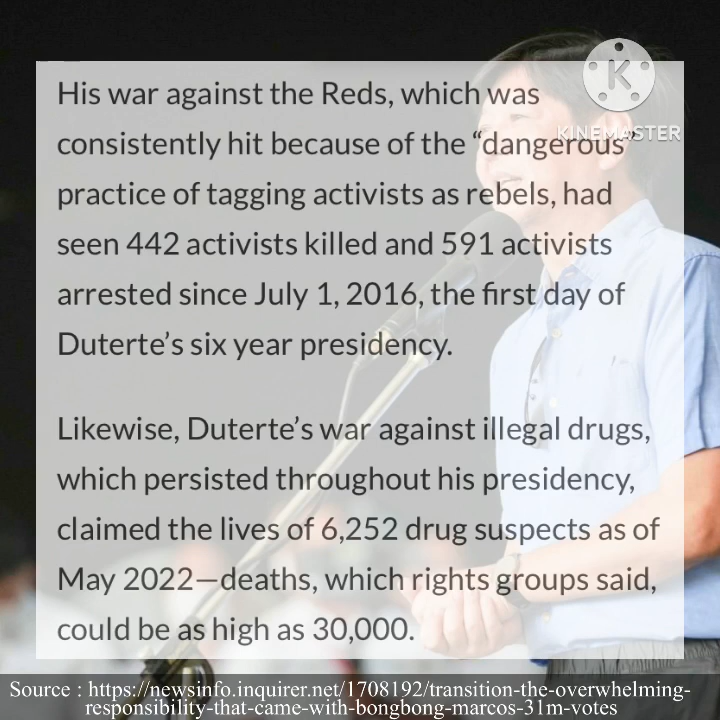 His war against the Reds, which was
consistently hit because of the “dangerous”
practice of tagging activists as rebels, had
seen 442 activists killed and 591 activists
arrested since July 1, 2016, the first day of
Duterte’s six year presidency.
Likewise, Duterte’s war against illegal drugs,
which persisted throughout his presidency,
claimed the lives of 6,252 drug suspects as of
May 2022—deaths, which rights groups said,
could be as high as 30,000.
K
KINEMASTER
Source : https://newsinfo.inquirer.net/1708192/transition-the-overwhelming-
responsibility-that-came-with-bongbong-marcos-31m-votes